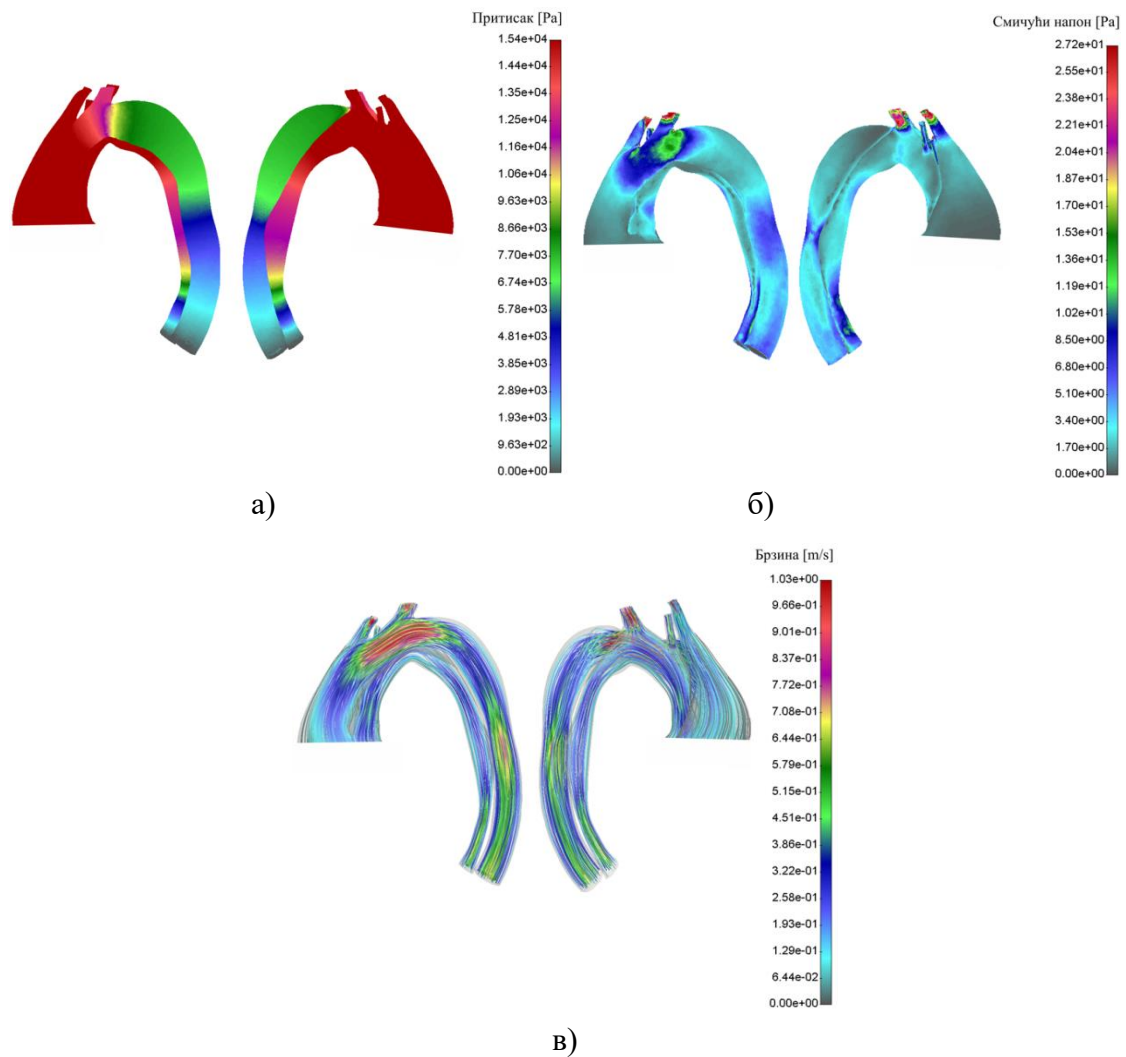 Притисак [Pa]
1.54e+04
1.44e+04
1.35e+04
1.25e+04
1.16e+04
1.06e+04
9.63e+03
8.66e+03
7.70e+03
6.74e+03
5.78e+03
4.81e+03
3.85e+03
2.89e+03
1.93e+03
9.63e+02
0.00e+00
а)
Смичући напон [Pa]
2.72e+01
2.55e+01
2.38e+01
2.21e+01
2.04e+01
1.87e+01
1.70e+01
1.53e+01
1.36e+01
1.19e+01
1.02e+01
8.50e+00
6.80e+00
5.10e+00
3.40e+00
1.70e+00
0.00e+00
б)
Брзина [m/s]
1.03e+00
9.66e-01
9.01e-01
8.37e-01
7.72e-01
7.08e-01
6.44e-01
5.79e-01
5.15e-01
4.51e-01
3.86e-01
3.22e-01
2.58e-01
1.93e-01
1.29e-01
6.44e-02
0.00e+00
в)